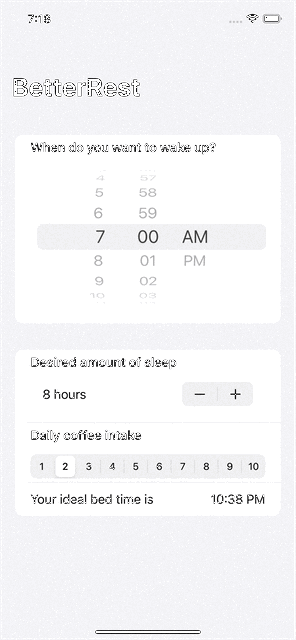 7:18
BetterRest
When do you want to wake up?
4 57
5 58
6 59
7 00 AM
8 01 PM
9 02
10 03
Desired amount of sleep
8 hours − +
Daily coffee intake
1 2 3 4 5 6 7 8 9 10
Your ideal bed time is 10:38 PM